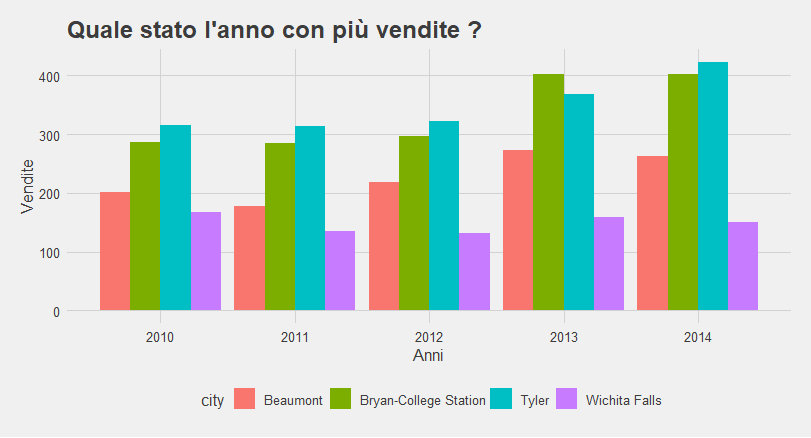 Quale stato l'anno con più vendite ?
400
300
200
100
0
Vendite
2010 2011 2012 2013 2014
Anni
city Beaumont Bryan-College Station Tyler Wichita Falls